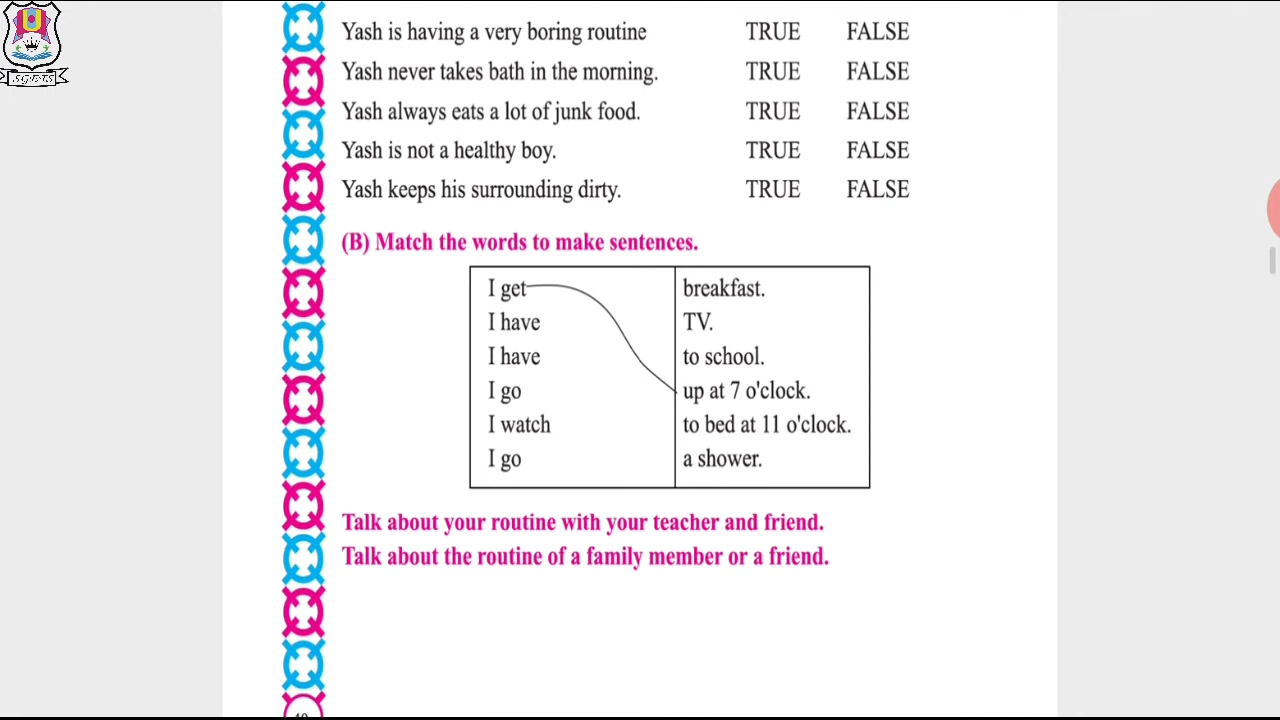 Yash is having a very boring routine TRUE FALSE
Yash never takes bath in the morning. TRUE FALSE
Yash always eats a lot of junk food. TRUE FALSE
Yash is not a healthy boy. TRUE FALSE
Yash keeps his surrounding dirty. TRUE FALSE
(B) Match the words to make sentences.
I get breakfast.
I have TV.
I have to school.
I go up at 7 o'clock.
I watch to bed at 11 o'clock.
I go a shower.
Talk about your routine with your teacher and friend.
Talk about the routine of a family member or a friend.